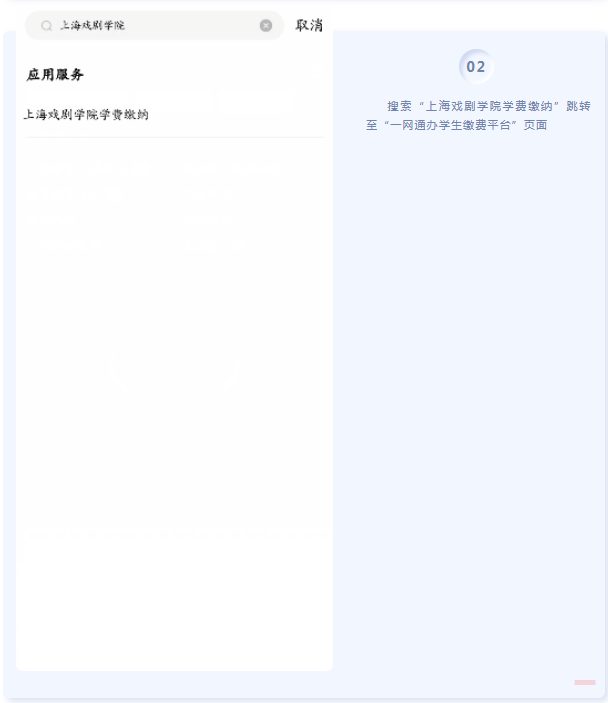 上海戏剧学院
取消
应用服务
上海戏剧学院学费缴纳
02
搜索“上海戏剧学院学费缴纳”跳转
至“一网通办学生缴费平台”页面